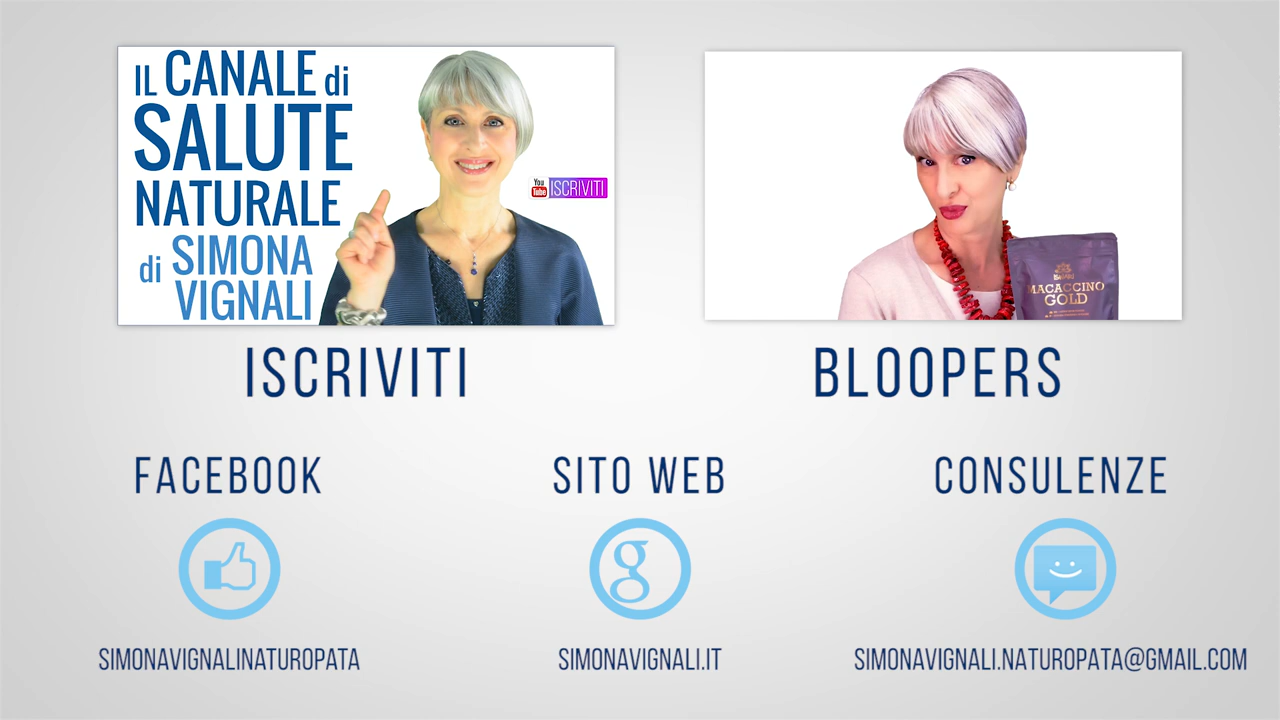 IL CANALE di
SALUTE
NATURALE
di SIMONA
VIGNALI
You
Tube ISCRIVITI
MACACCINO
GOLD
ISCRIVITI
BLOOPERS
FACEBOOK
SITO WEB
CONSULENZE
g
SIMONAVIGNALINATUROPATA
SIMONAVIGNALI.IT
SIMONAVIGNALI.NATUROPATA@GMAIL.COM